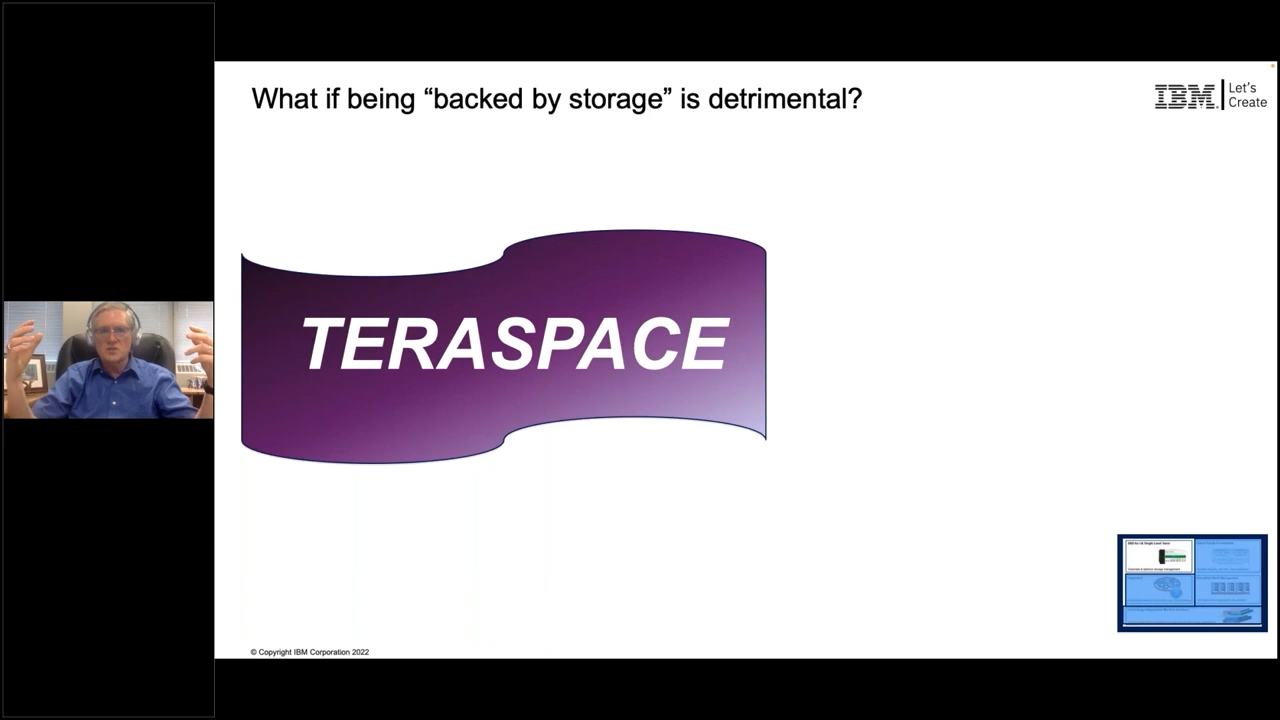 What if being “backed by storage” is detrimental?
IBM
Let's
Create
TERASPACE
© Copyright IBM Corporation 2022